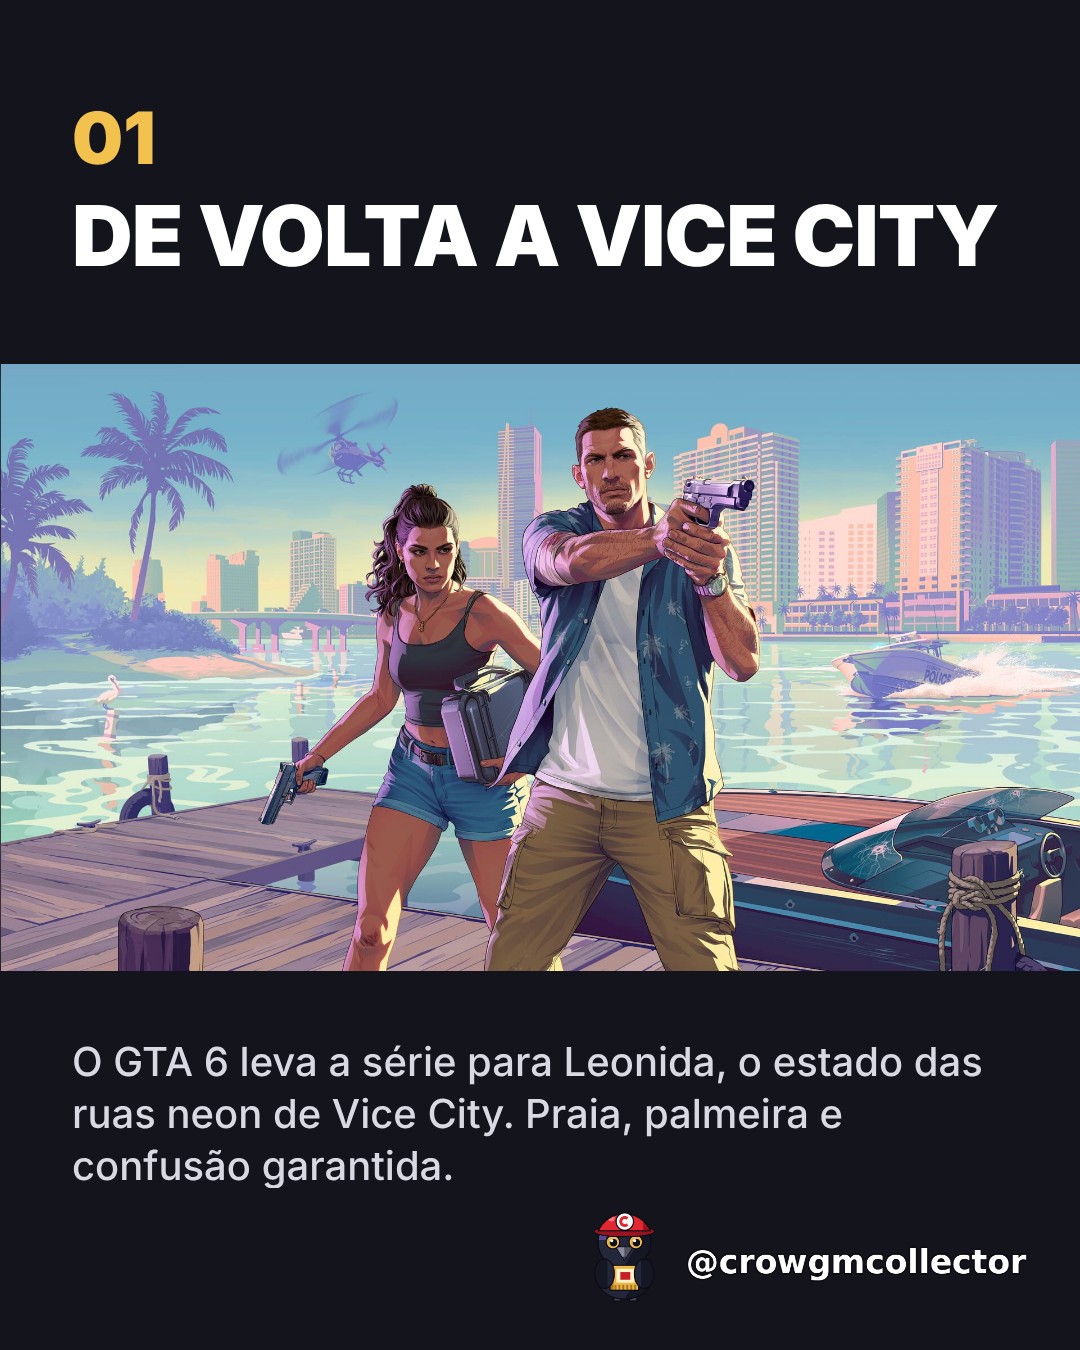 01
DE VOLTA A VICE CITY
POLICE
O GTA 6 leva a série para Leonida, o estado das
ruas neon de Vice City. Praia, palmeira e
confusão garantida.
C
@crowgmcollector